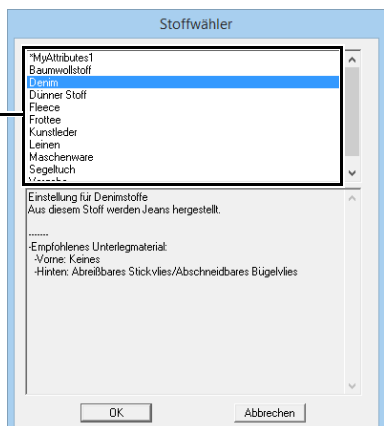 Stoffwähler
*MyAttributes1
Baumwollstoff
Denim
Dünner Stoff
Fleece
Frottee
Kunstleder
Leinen
Maschenware
Segeltuch
Einstellung für Denimstoffe
Aus diesem Stoff werden Jeans hergestellt.
-------
-Empfohlenes Unterlegmaterial:
-Vorne: Keines
-Hinten: Abreißbares Stickvlies/Abschneidbares Bügelvlies
OK
Abbrechen